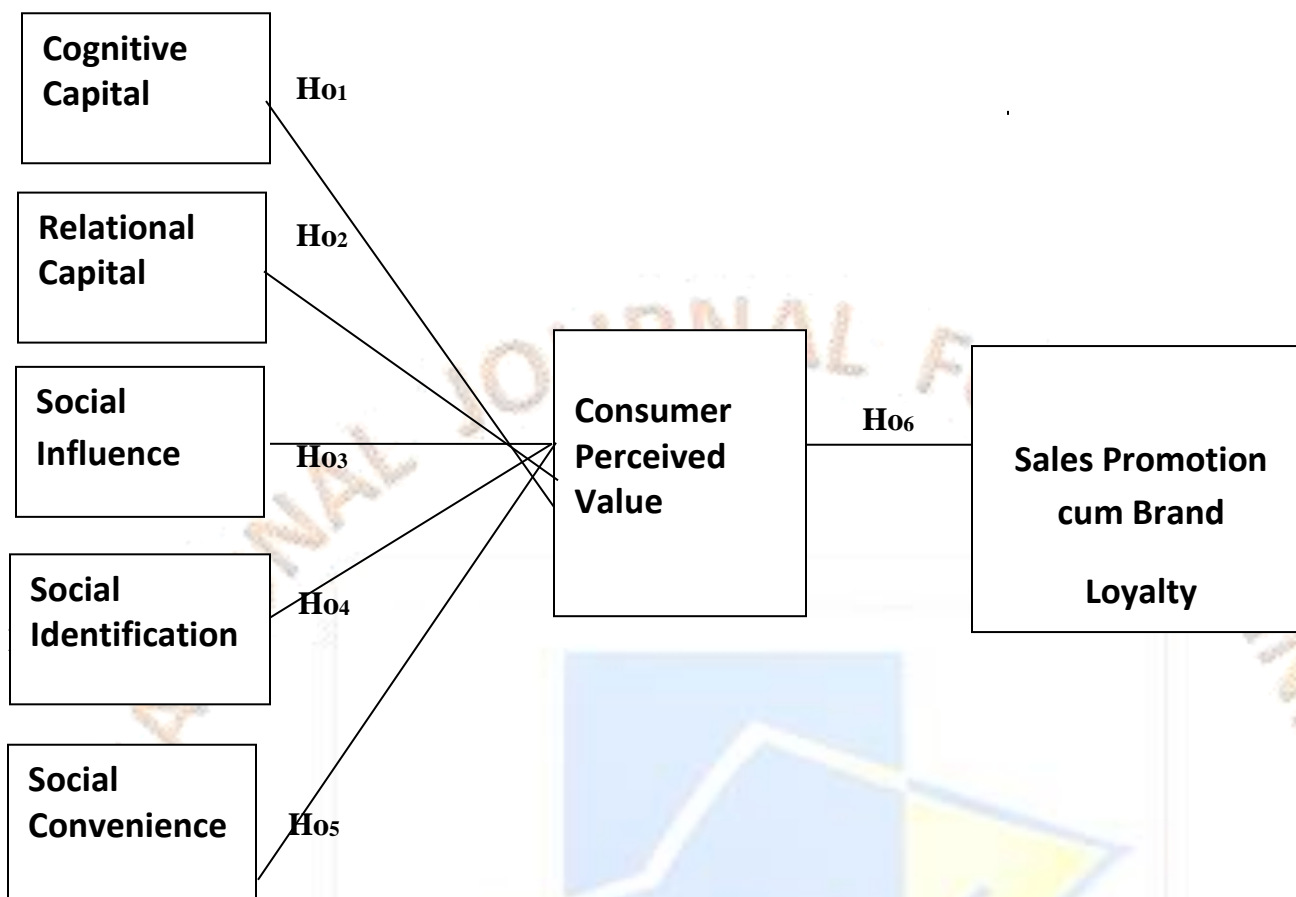 Cognitive
Capital
Ho1
Relational
Capital
Ho2
Social
Influence
Ho3
Social
Identification
Ho4
Social
Convenience
Ho5
Consumer
Perceived
Value
Ho6
Sales Promotion
cum Brand
Loyalty
JOURNAL